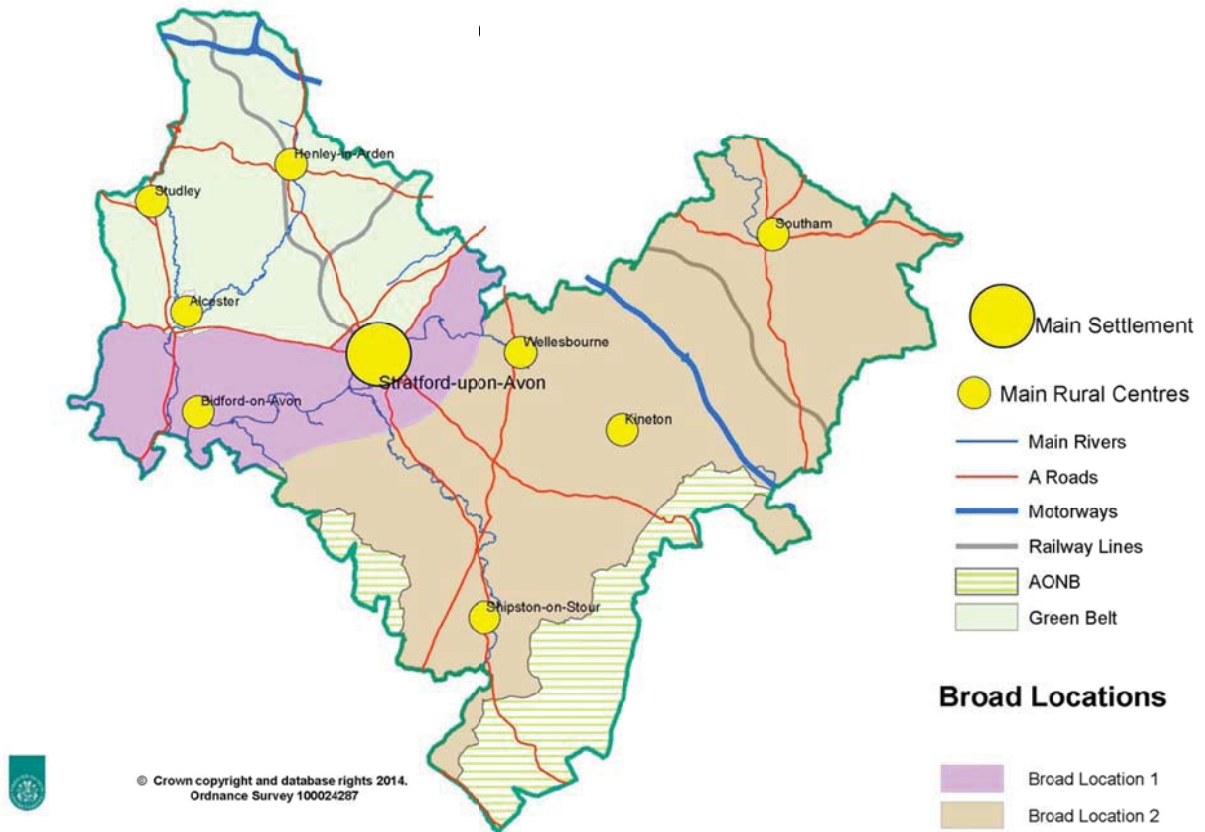 Henley-in-Arden
Studley
Southam
Alcester
Wellesbourne
Stratford-upon-Avon
Bidford-on-Avon
Kineton
Shipston-on-Stour
Main Settlement
Main Rural Centres
Main Rivers
A Roads
Motorways
Railway Lines
AONB
Green Belt
Broad Locations
Broad Location 1
Broad Location 2
© Crown copyright and database rights 2014.
Ordnance Survey 100024287